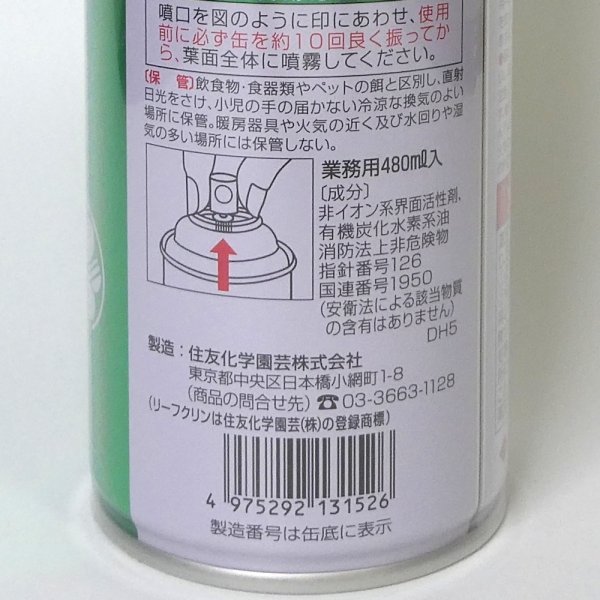 噴口を図のように印にあわせ、使用
前に必ず缶を約10回良く振ってか
ら、葉面全体に噴霧してください。
〔保 管〕飲食物・食器類やペットの餌と区別し、直射
日光をさけ、小児の手の届かない冷涼な換気のよい
場所に保管。暖房器具や火気の近く及び水回りや湿
気の多い場所には保管しない。
業務用480mℓ入
〔成分〕
非イオン系界面活性剤,
有機炭化水素系油
消防法上非危険物
指針番号126
国連番号1950
(安衛法による該当物質
の含有はありません)
DH5
製造:住友化学園芸株式会社
東京都中央区日本橋小網町1-8
(商品の問合せ先)☎03-3663-1128
(リーフクリンは住友化学園芸(株)の登録商標)
4 975292 131526
製造番号は缶底に表示